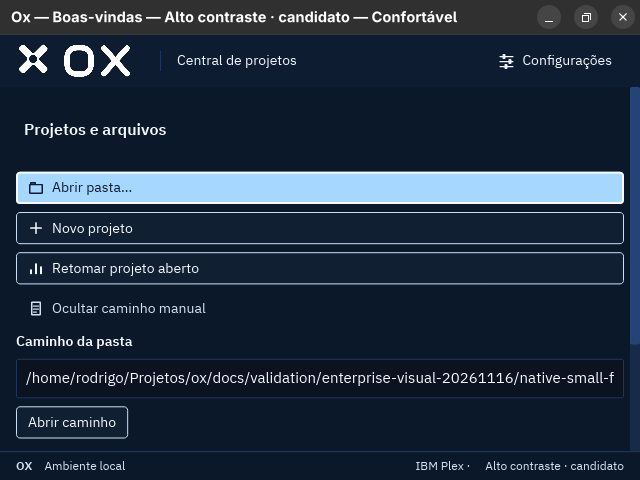 Ox — Boas-vindas — Alto contraste · candidato — Confortável
OX Central de projetos Configurações
Projetos e arquivos
Abrir pasta...
Novo projeto
Retomar projeto aberto
Ocultar caminho manual
Caminho da pasta
/home/rodrigo/Projetos/ox/docs/validation/enterprise-visual-20261116/native-small-f
Abrir caminho
OX Ambiente local IBM Plex · Alto contraste · candidato